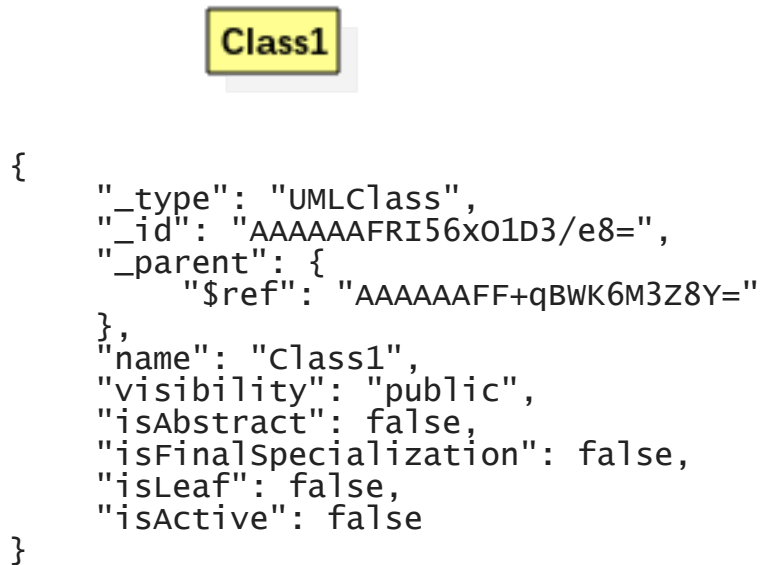 Class1
{
"_type": "UMLClass",
"_id": "AAAAAAFRI56xO1D3/e8=",
"_parent": {
"$ref": "AAAAAAFF+qBWK6M3Z8Y="
},
"name": "Class1",
"visibility": "public",
"isAbstract": false,
"isFinalSpecialization": false,
"isLeaf": false,
"isActive": false
}